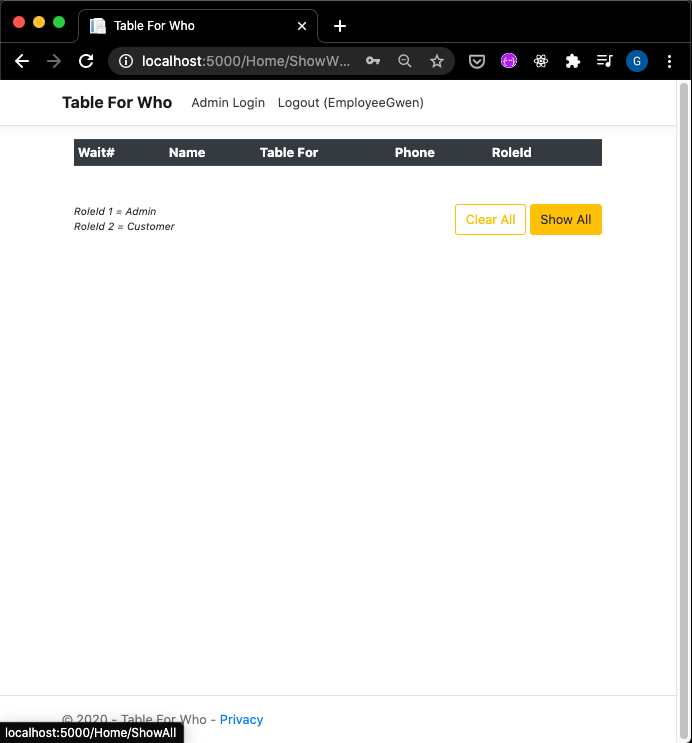 Table For Who
localhost:5000/Home/ShowW...
G
Table For Who Admin Login Logout (EmployeeGwen)
Wait# Name Table For Phone RoleId
RoleId 1 = Admin
RoleId 2 = Customer
Clear All Show All
© 2020 - Table For Who - Privacy
localhost:5000/Home/ShowAll